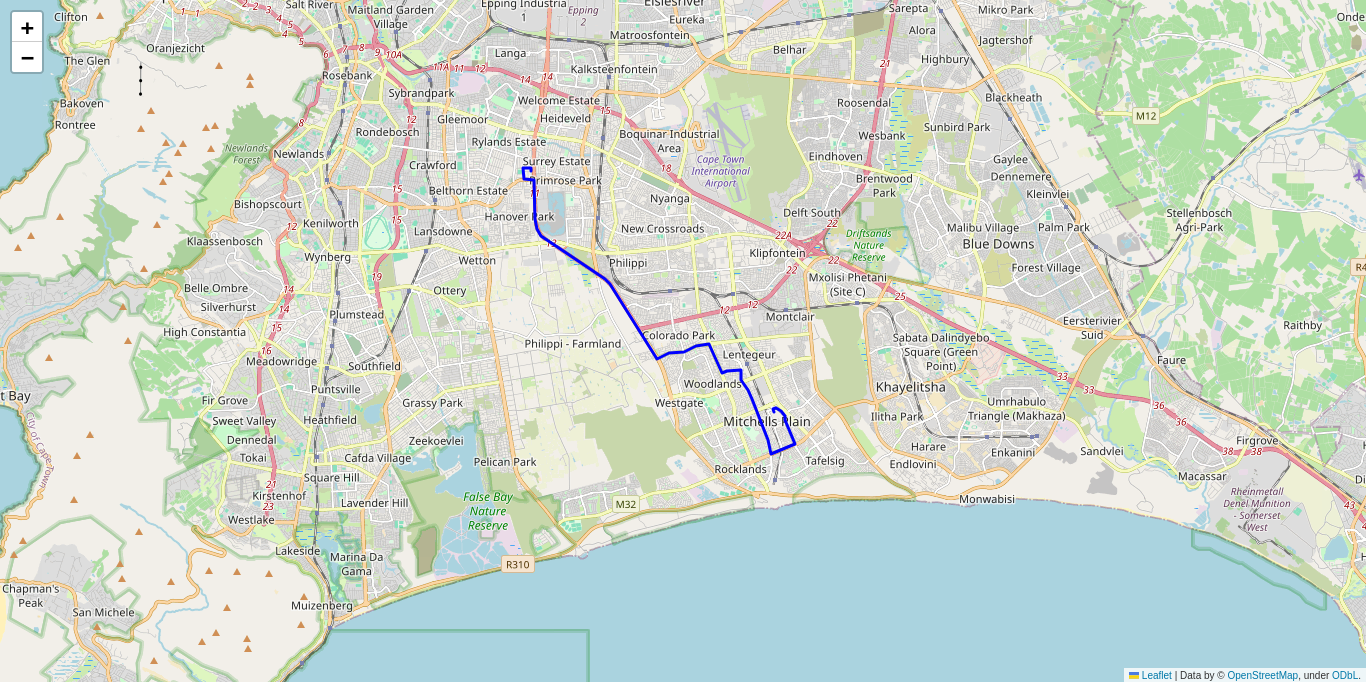 +
−
Clifton
Salt River
Maitland Garden
Village
Epping Industria
1
Epping
2
Elsiesriver
Eureka
Sarepta
Mikro Park
Onde
Oranjezicht
Matroosfontein
Alora
Jagtershof
Langa
Belhar
The Glen
Rosebank
Kalksteenfontein
Highbury
Bakoven
Sybrandpark
Welcome Estate
Roosendal
Blackheath
Rontree
Gleemoor
Heideveld
M12
Rondebosch
Boquinar Industrial
Area
Wesbank
Sunbird Park
Rylands Estate
Newlands
Forest
Newlands
Crawford
Surrey Estate
Cape Town
International
Airport
Eindhoven
Gaylee
Dennemere
Primrose Park
Brentwood
Park
Belthorn Estate
Kleinvlei
Bishopscourt
Nyanga
Hanover Park
Delft South
Stellenbosch
Agri-Park
Kenilworth
Lansdowne
New Crossroads
Malibu Village
Palm Park
Klaassenbosch
Driftsands
Nature
Reserve
Blue Downs
Wynberg
Wetton
Philippi
Klipfontein
Forest Village
R4
Belle Ombre
Ottery
Mxolisi Phetani
(Site C)
Silverhurst
Plumstead
Montclair
Eersterivier
Suid
Raithby
High Constantia
Colorado Park
Sabata Dalindyebo
Square (Green
Point)
Philippi - Farmland
Meadowridge
Southfield
Lentegeur
Faure
Puntsville
Woodlands
Khayelitsha
t Bay
Fir Grove
Grassy Park
Westgate
Umrhabulo
Triangle (Makhaza)
Sweet Valley
Heathfield
Mitchells Plain
Ilitha Park
City of Cape Town
Dennedal
Zeekoevlei
Harare
Firgrove
Tokai
Cafda Village
Pelican Park
Rocklands
Tafelsig
Endlovini
Enkanini
Sandvlei
Square Hill
Macassar
Di
Kirstenhof
Lavender Hill
False Bay
Nature
Reserve
M32
Monwabisi
Rheinmetall
Denel Munition
- Somerset
West
Westlake
Lakeside
Marina Da
Gama
R310
Chapman's
Peak
San Michele
Muizenberg
Leaflet | Data by © OpenStreetMap, under ODbL.